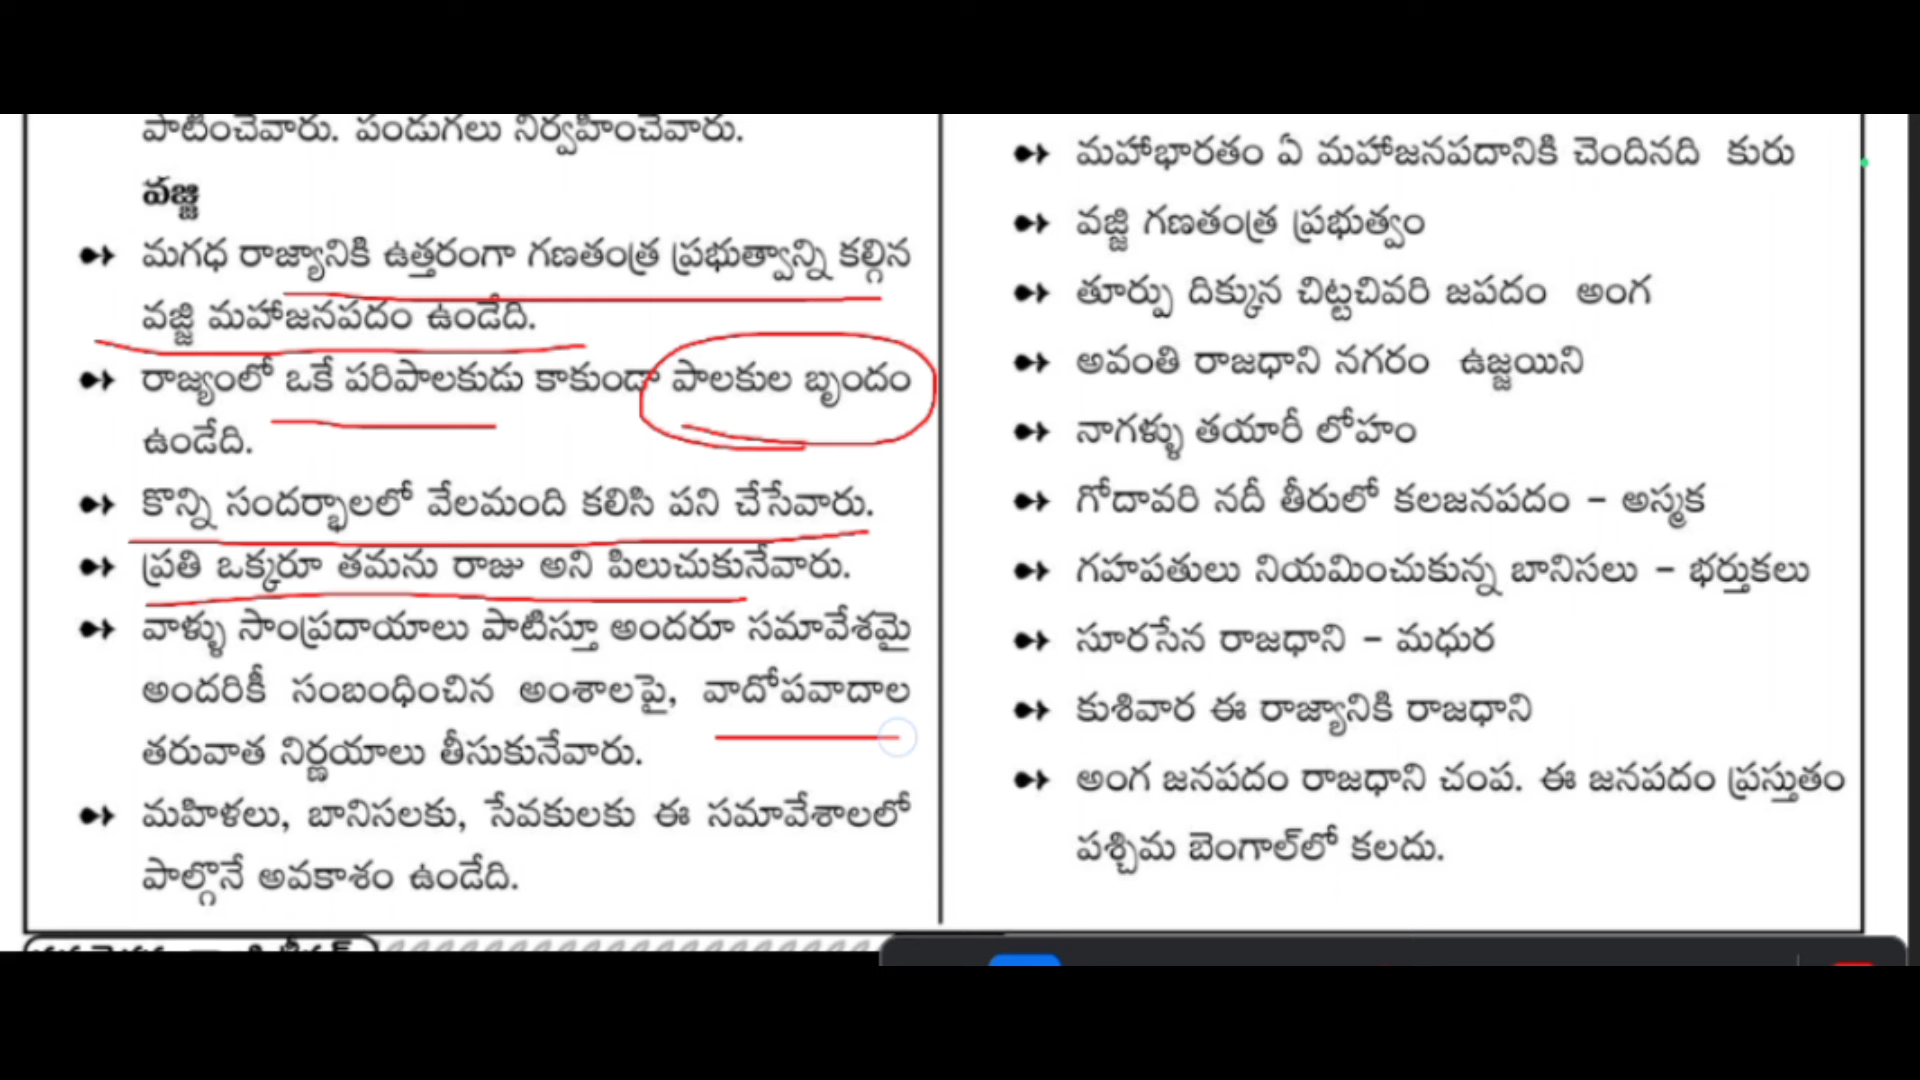 పాటించేవారు. పండుగలు నిర్వహించేవారు.
వజ్జి
మగధ రాజ్యానికి ఉత్తరంగా గణతంత్ర ప్రభుత్వాన్ని కల్గిన
వజ్జి మహాజనపదం ఉండేది.
రాజ్యంలో ఒకే పరిపాలకుడు కాకుండా పాలకుల బృందం
ఉండేది.
కొన్ని సందర్భాలలో వేలమంది కలిసి పని చేసేవారు.
ప్రతి ఒక్కరూ తమను రాజు అని పిలుచుకునేవారు.
వాళ్ళు సాంప్రదాయాలు పాటిస్తూ అందరూ సమావేశమై
అందరికీ సంబంధించిన అంశాలపై, వాదోపవాదాల
తరువాత నిర్ణయాలు తీసుకునేవారు.
మహిళలు, బానిసలకు, సేవకులకు ఈ సమావేశాలలో
పాల్గొనే అవకాశం ఉండేది.
మహాభారతం ఏ మహాజనపదానికి చెందినది కురు
వజ్జి గణతంత్ర ప్రభుత్వం
తూర్పు దిక్కున చిట్టచివరి జపదం అంగ
అవంతి రాజధాని నగరం ఉజ్జయిని
నాగళ్ళు తయారీ లోహం
గోదావరి నదీ తీరులో కలజనపదం – అస్మక
గహపతులు నియమించుకున్న బానిసలు – భర్తుకలు
సూరసేన రాజధాని – మధుర
కుశివార ఈ రాజ్యానికి రాజధాని
అంగ జనపదం రాజధాని చంప. ఈ జనపదం ప్రస్తుతం
పశ్చిమ బెంగాల్‌లో కలదు.